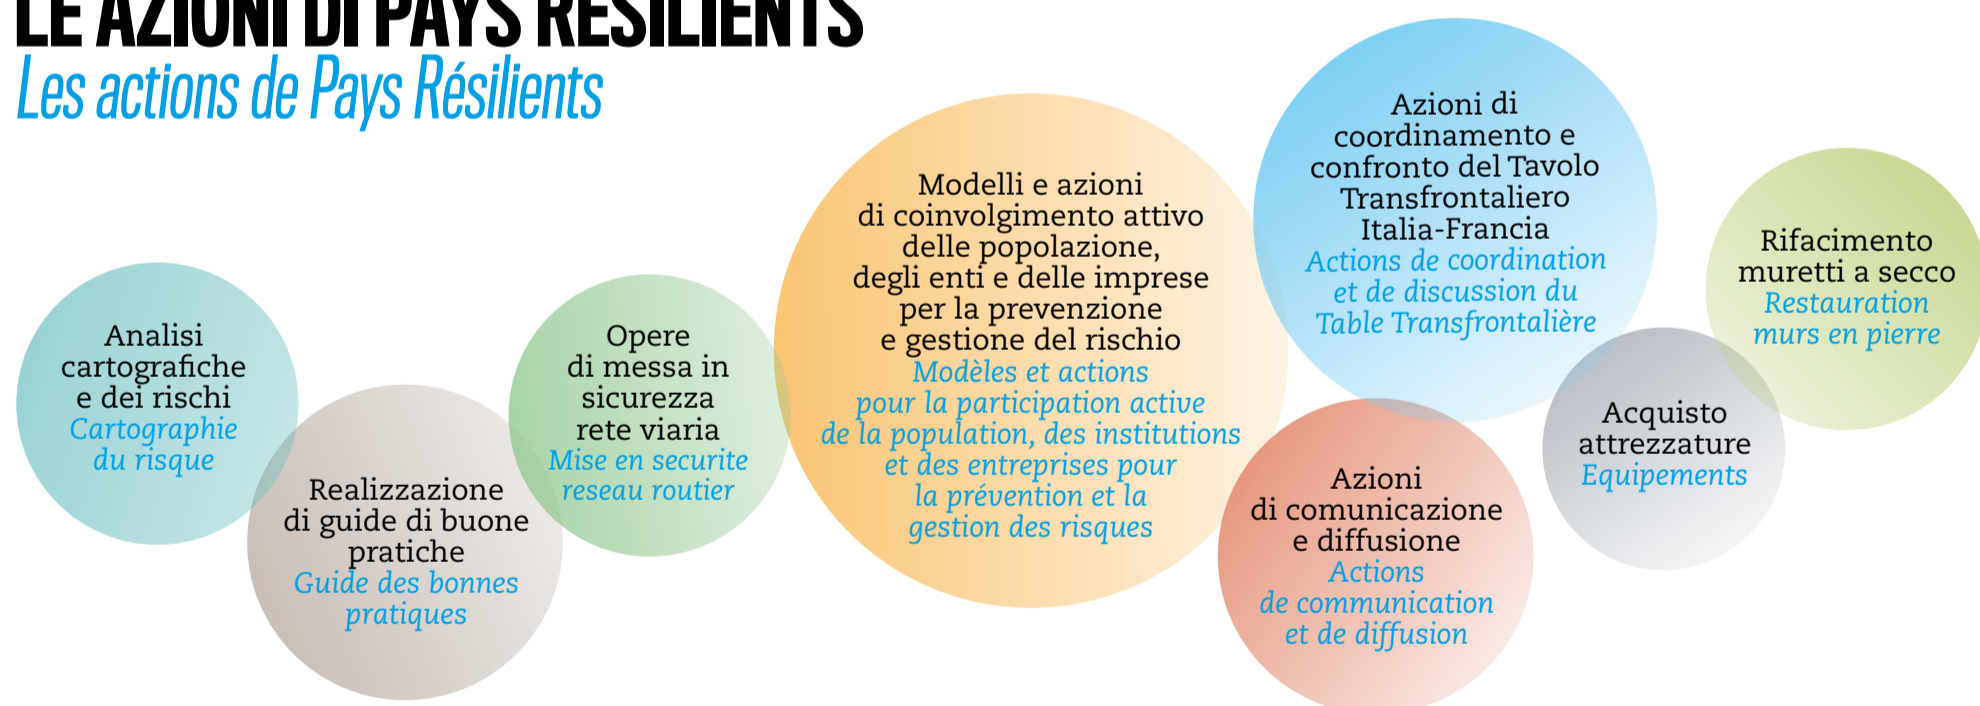 LE AZIONI DI PAYS RESILIENTS
Les actions de Pays Résilients
Analisi
cartografiche
e dei rischi
Cartographie
du risque
Realizzazione
di guide di buone
pratiche
Guide des bonnes
pratiques
Opere
di messa in
sicurezza
rete viaria
Mise en securite
reseau routier
Modelli e azioni
di coinvolgimento attivo
delle popolazione,
degli enti e delle imprese
per la prevenzione
e gestione del rischio
Modèles et actions
pour la participation active
de la population, des institutions
et des entreprises pour
la prévention et la
gestion des risques
Azioni di
coordinamento e
confronto del Tavolo
Transfrontaliero
Italia-Francia
Actions de coordination
et de discussion du
Table Transfrontalière
Azioni
di comunicazione
e diffusione
Actions
de communication
et de diffusion
Acquisto
attrezzature
Equipements
Rifacimento
muretti a secco
Restauration
murs en pierre